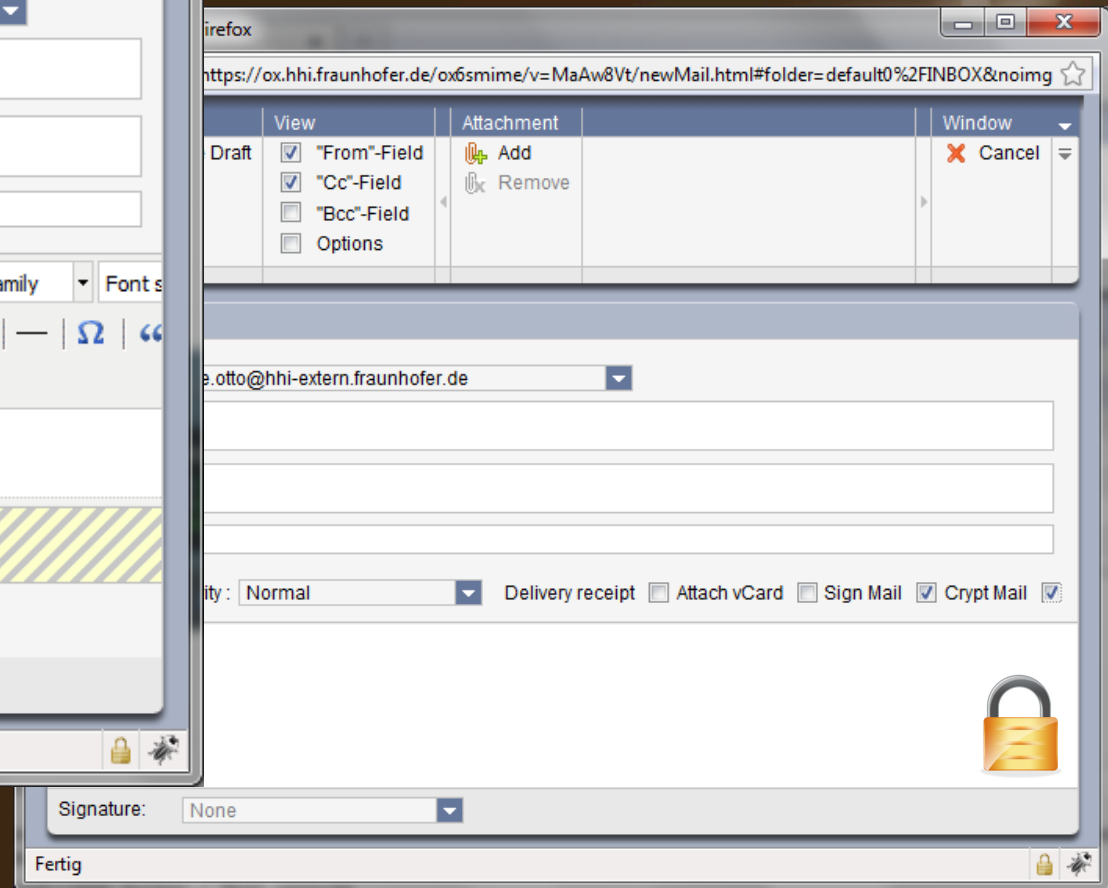 irefox
https://ox.hhi.fraunhofer.de/ox6smime/v=MaAw8Vt/newMail.html#folder=default0%2FINBOX&noimg
View
Attachment
Window
Draft
"From"-Field
Add
Cancel
"Cc"-Field
Remove
"Bcc"-Field
Options
amily
Font s
Ω
“
e.otto@hhi-extern.fraunhofer.de
ity : Normal
Delivery receipt
Attach vCard
Sign Mail
Crypt Mail
Signature: None
Fertig